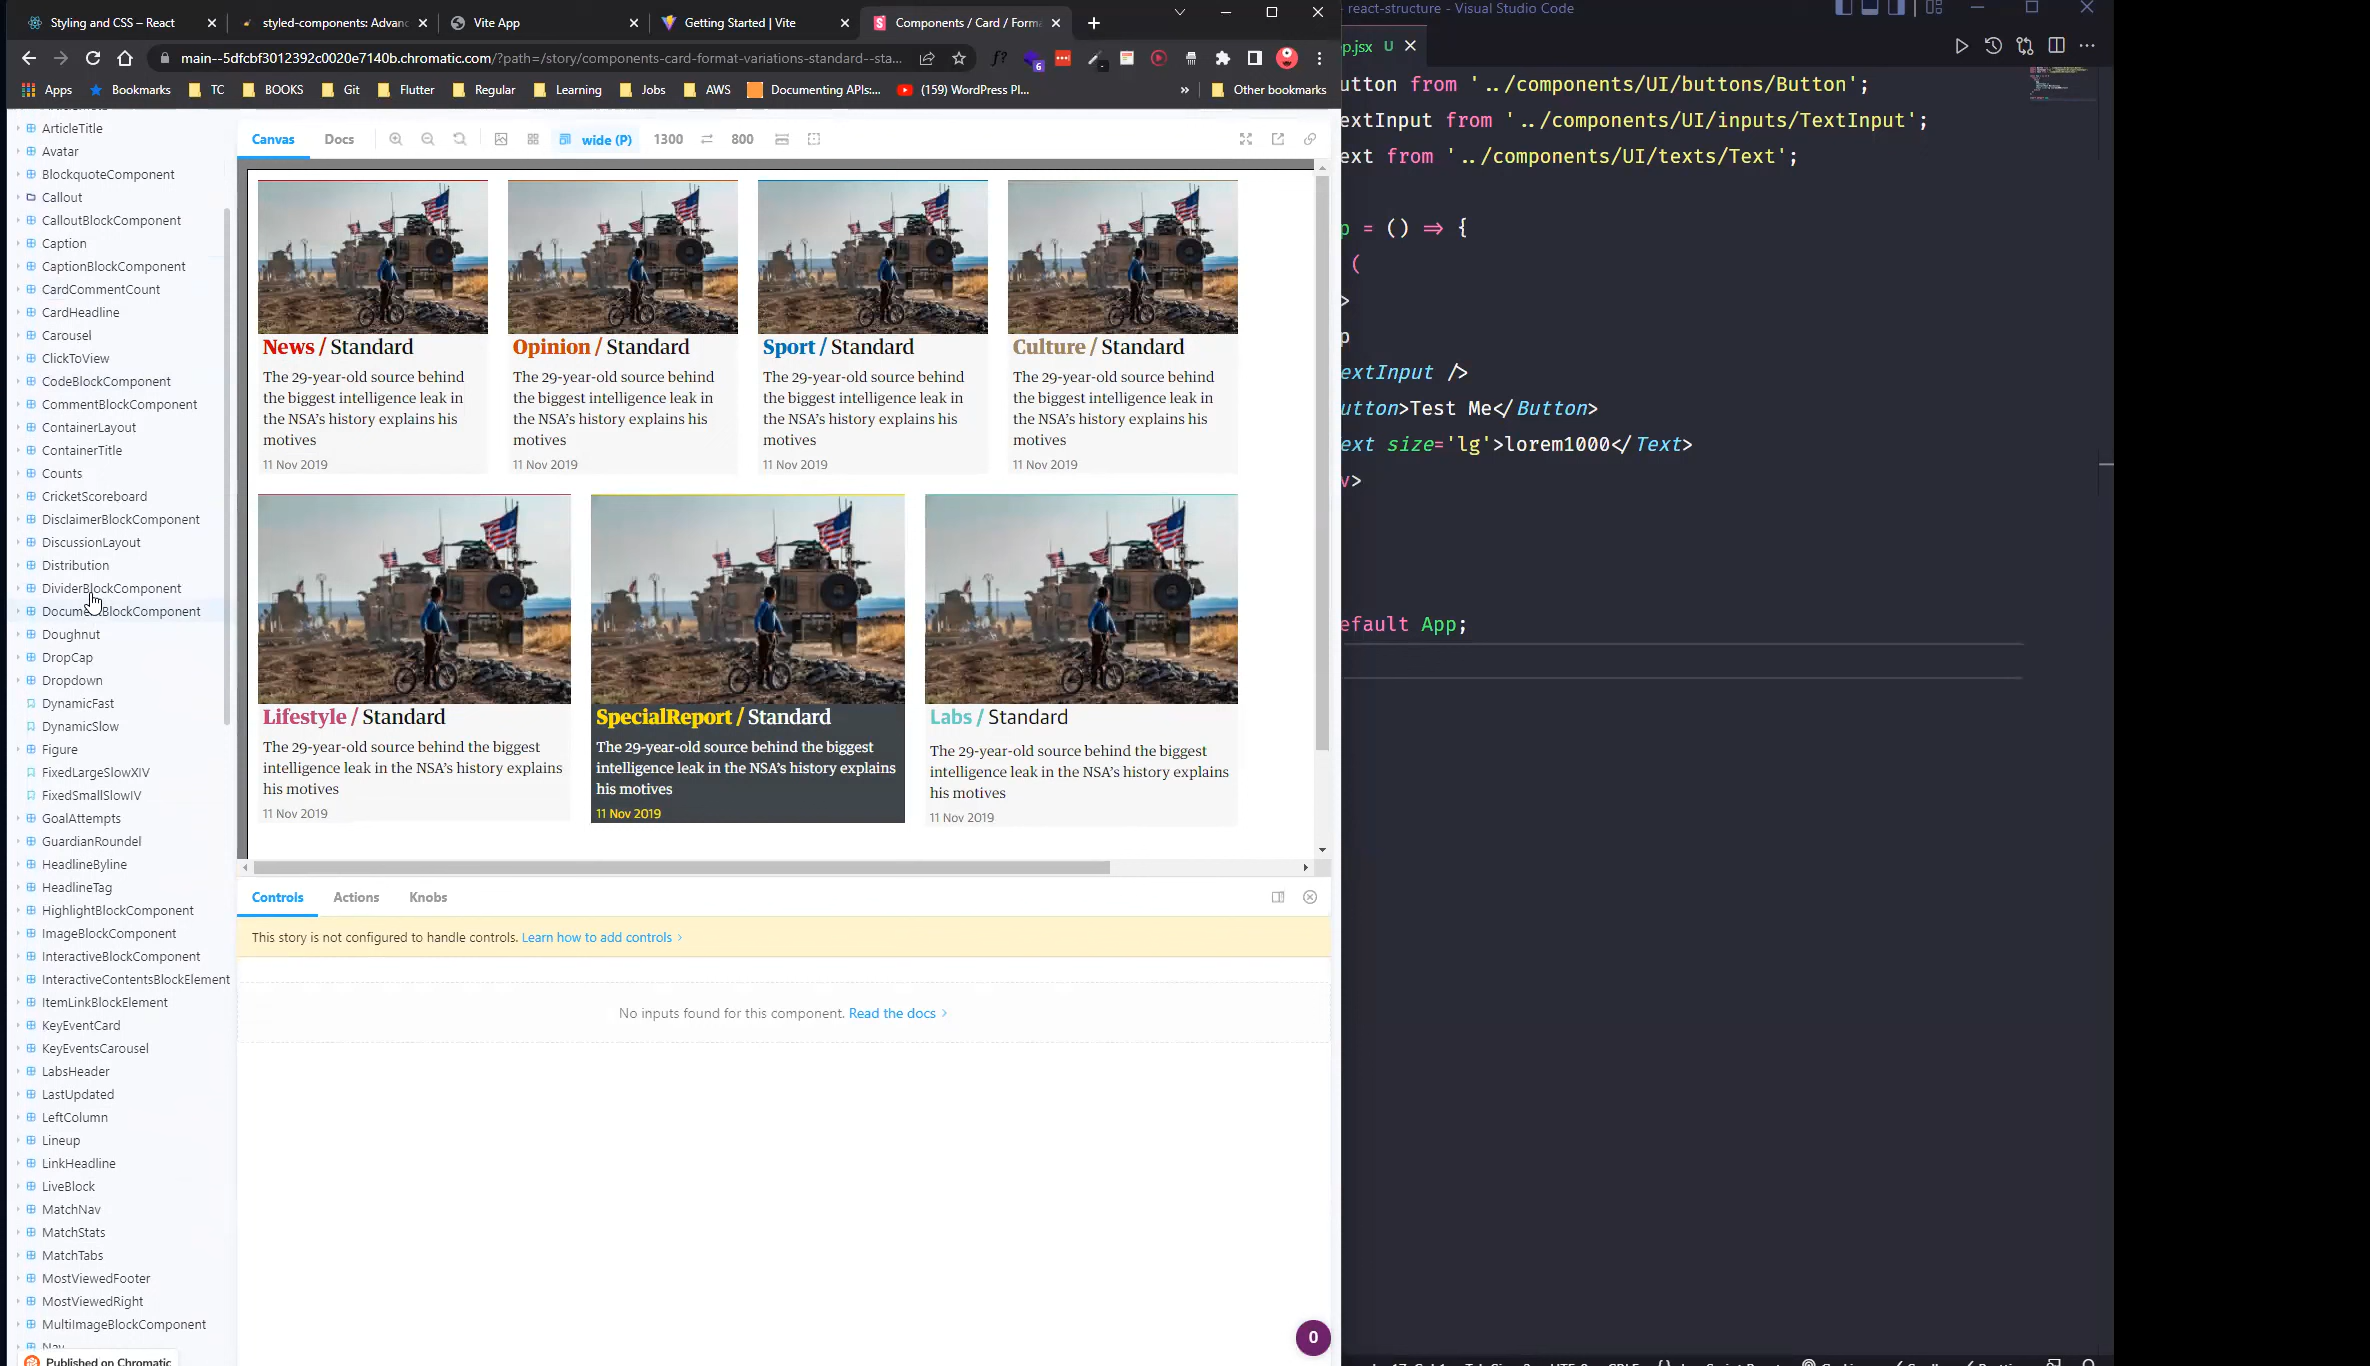 Styling and CSS – React
styled-components: Advanc
Vite App
Getting Started | Vite
Components / Card / Forma
react-structure - Visual Studio Code
main--5dfcbf3012392c0020e7140b.chromatic.com/?path=/story/components-card-format-variations-standard--sta...
6
Apps
Bookmarks
TC
BOOKS
Git
Flutter
Regular
Learning
Jobs
AWS
Documenting APIs:...
(159) WordPress Pl...
»
Other bookmarks
ArticleTitle
Avatar
BlockquoteComponent
Callout
CalloutBlockComponent
Caption
CaptionBlockComponent
CardCommentCount
CardHeadline
Carousel
ClickToView
CodeBlockComponent
CommentBlockComponent
ContainerLayout
ContainerTitle
Counts
CricketScoreboard
DisclaimerBlockComponent
DiscussionLayout
Distribution
DividerBlockComponent
DocumentBlockComponent
Doughnut
DropCap
Dropdown
DynamicFast
DynamicSlow
Figure
FixedLargeSlowXIV
FixedSmallSlowIV
GoalAttempts
GuardianRoundel
HeadlineByline
HeadlineTag
HighlightBlockComponent
ImageBlockComponent
InteractiveBlockComponent
InteractiveContentsBlockElement
ItemLinkBlockElement
KeyEventCard
KeyEventsCarousel
LabsHeader
LastUpdated
LeftColumn
Lineup
LinkHeadline
LiveBlock
MatchNav
MatchStats
MatchTabs
MostViewedFooter
MostViewedRight
MultiImageBlockComponent
Nav
Published on Chromatic
Canvas
Docs
wide (P)
1300
800
News / Standard
The 29-year-old source behind
the biggest intelligence leak in
the NSA's history explains his
motives
11 Nov 2019
Opinion / Standard
The 29-year-old source behind
the biggest intelligence leak in
the NSA's history explains his
motives
11 Nov 2019
Sport / Standard
The 29-year-old source behind
the biggest intelligence leak in
the NSA's history explains his
motives
11 Nov 2019
Culture / Standard
The 29-year-old source behind
the biggest intelligence leak in
the NSA's history explains his
motives
11 Nov 2019
Lifestyle / Standard
The 29-year-old source behind the biggest
intelligence leak in the NSA's history explains
his motives
11 Nov 2019
SpecialReport / Standard
The 29-year-old source behind the biggest
intelligence leak in the NSA's history explains
his motives
11 Nov 2019
Labs / Standard
The 29-year-old source behind the biggest
intelligence leak in the NSA's history explains
his motives
11 Nov 2019
Controls
Actions
Knobs
This story is not configured to handle controls. Learn how to add controls >
No inputs found for this component. Read the docs >
0
p.jsx U
utton from '../components/UI/buttons/Button';
extInput from '../components/UI/inputs/TextInput';
ext from '../components/UI/texts/Text';
p = () => {
(
>
p
extInput />
utton>Test Me</Button>
ext size='lg'>lorem1000</Text>
v>
efault App;